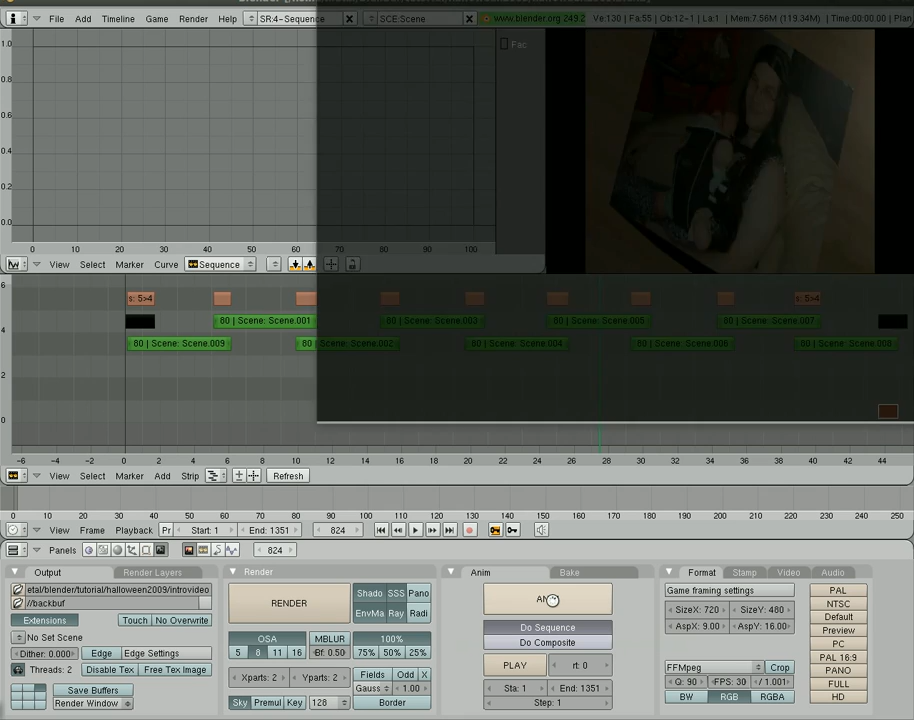 Add Timeline Game Render SR:4-Sequence SCE:Scene www.blender.org 249.2 Ve:130 | Fa:55 | Ob:12-1 | La:1 | Mem:7.56M (119.34M) | Time:00:00.00 | Plan
Fac
1.0
0.8
0.6
0.4
0.2
0.0
0 10 20 30 40 50 60 70 80 90 100
View Select Marker Curve Sequence
6
s: 5>4 s: 5>4
80 | Scene: Scene.001 80 | Scene: Scene.003 80 | Scene: Scene.005 80 | Scene: Scene.007
4
80 | Scene: Scene.009 80 | Scene: Scene.002 80 | Scene: Scene.004 80 | Scene: Scene.006 80 | Scene: Scene.008
2
0
-6 -4 -2 0 2 4 6 8 10 12 14 16 18 20 22 24 26 28 30 32 34 36 38 40 42 44
View Select Marker Add Strip Refresh
0 10 20 30 40 50 60 70 80 90 100 110 120 130 140 150 160 170 180 190 200 210 220 230 240 250
View Frame Playback Pr Start: 1 End: 1351 824
Panels 824
Output Render Layers Render Anim Bake Format Stamp Video Audio
etal/blender/tutorial/halloween2009/introvideo
//backbuf
Extensions Touch No Overwrite
No Set Scene
Dither: 0.000 Edge Edge Settings
Threads: 2 Disable Tex Free Tex Image
Save Buffers
Render Window
RENDER
Shado SSS Pano
EnvMa Ray Radi
OSA MBLUR 100%
5 8 11 16 Bf: 0.50 75% 50% 25%
Xparts: 2 Yparts: 2 Fields Odd X
Gauss 1.00
Sky Premul Key 128 Border
Do Sequence
Do Composite
PLAY rt: 0
Sta: 1 End: 1351
Step: 1
Game framing settings
SizeX: 720 SizeY: 480
AspX: 9.00 AspY: 16.00
FFMpeg Crop
Q: 90 FPS: 30 / 1.001
BW RGB RGBA
PAL
NTSC
Default
Preview
PC
PAL 16:9
PANO
FULL
HD